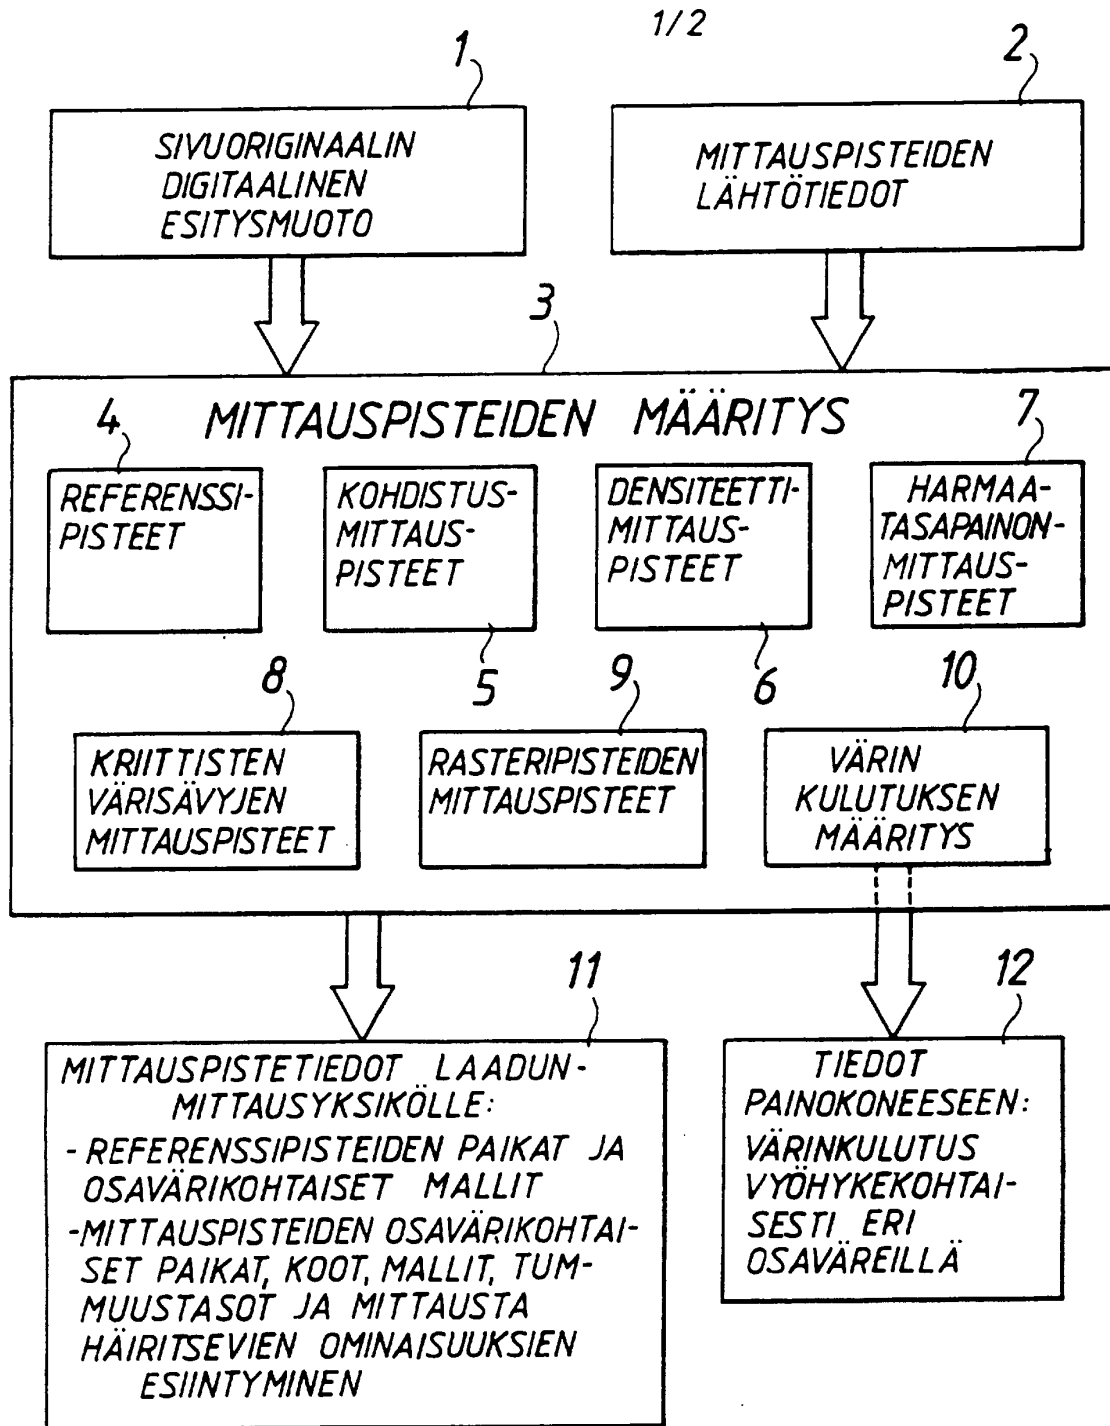 1/2
1
2
SIVUORIGINAALIN
DIGITAALINEN
ESITYSMUOTO
MITTAUSPISTEIDEN
LÄHTÖTIEDOT
3
MITTAUSPISTEIDEN MÄÄRITYS
4
REFERENSSI-
PISTEET
KOHDISTUS-
MITTAUS-
PISTEET
5
DENSITEETTI-
MITTAUS-
PISTEET
6
7
HARMAA-
TASAPAINON-
MITTAUS-
PISTEET
8
KRIITTISTEN
VÄRISÄVYJEN
MITTAUSPISTEET
9
RASTERIPISTEIDEN
MITTAUSPISTEET
10
VÄRIN
KULUTUKSEN
MÄÄRITYS
11
MITTAUSPISTETIEDOT LAADUN-
MITTAUSYKSIKÖLLE:
- REFERENSSIPISTEIDEN PAIKAT JA
OSAVÄRIKOHTAISET MALLIT
- MITTAUSPISTEIDEN OSAVÄRIKOHTAI-
SET PAIKAT, KOOT, MALLIT, TUM-
MUUSTASOT JA MITTAUSTA
HÄIRITSEVIEN OMINAISUUKSIEN
ESIINTYMINEN
12
TIEDOT
PAINOKONEESEEN:
VÄRINKULUTUS
VYÖHYKEKOHTAI-
SESTI ERI
OSAVÄREILLÄ